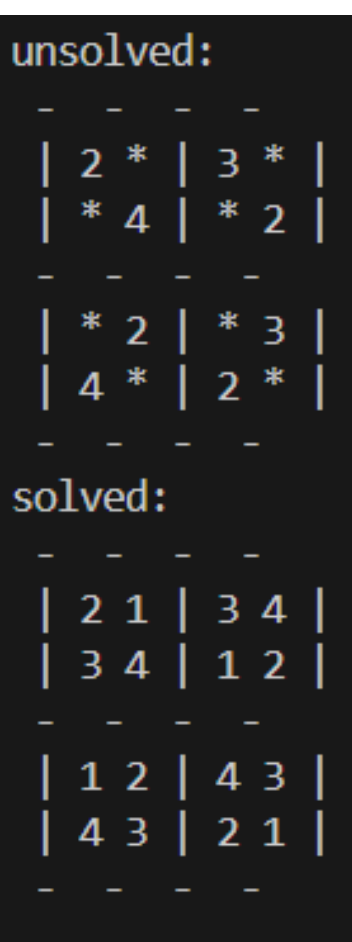 unsolved:
 -  -  -  -
 | 2 * | 3 * |
 | * 4 | * 2 |
 -  -  -  -
 | * 2 | * 3 |
 | 4 * | 2 * |
 -  -  -  -
solved:
 -  -  -  -
 | 2 1 | 3 4 |
 | 3 4 | 1 2 |
 -  -  -  -
 | 1 2 | 4 3 |
 | 4 3 | 2 1 |
 -  -  -  -